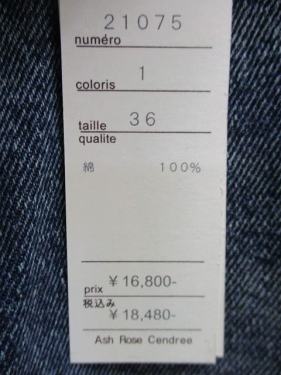 21075
numéro
coloris 1
taille 36
qualite
綿 100%
prix ¥16,800-
税込み
¥18,480-
Ash Rose Cendree